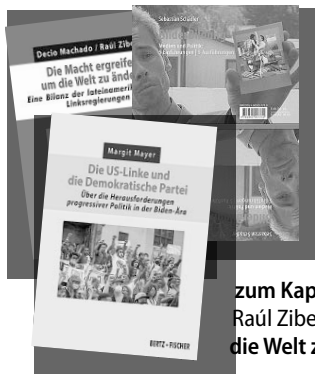 Sebastian Schädler
Decio Machado / Raúl Zibe
Die Macht ergreife
um die Welt zu ände
Eine Bilanz der lateinameri
Linksregierungen
Margit Mayer
Die US-Linke und
die Demokratische Partei
Über die Herausforderungen
progressiver Politik in der Biden-Ära
BERTZ + FISCHER
zum Kap
Raúl Zibe
die Welt z